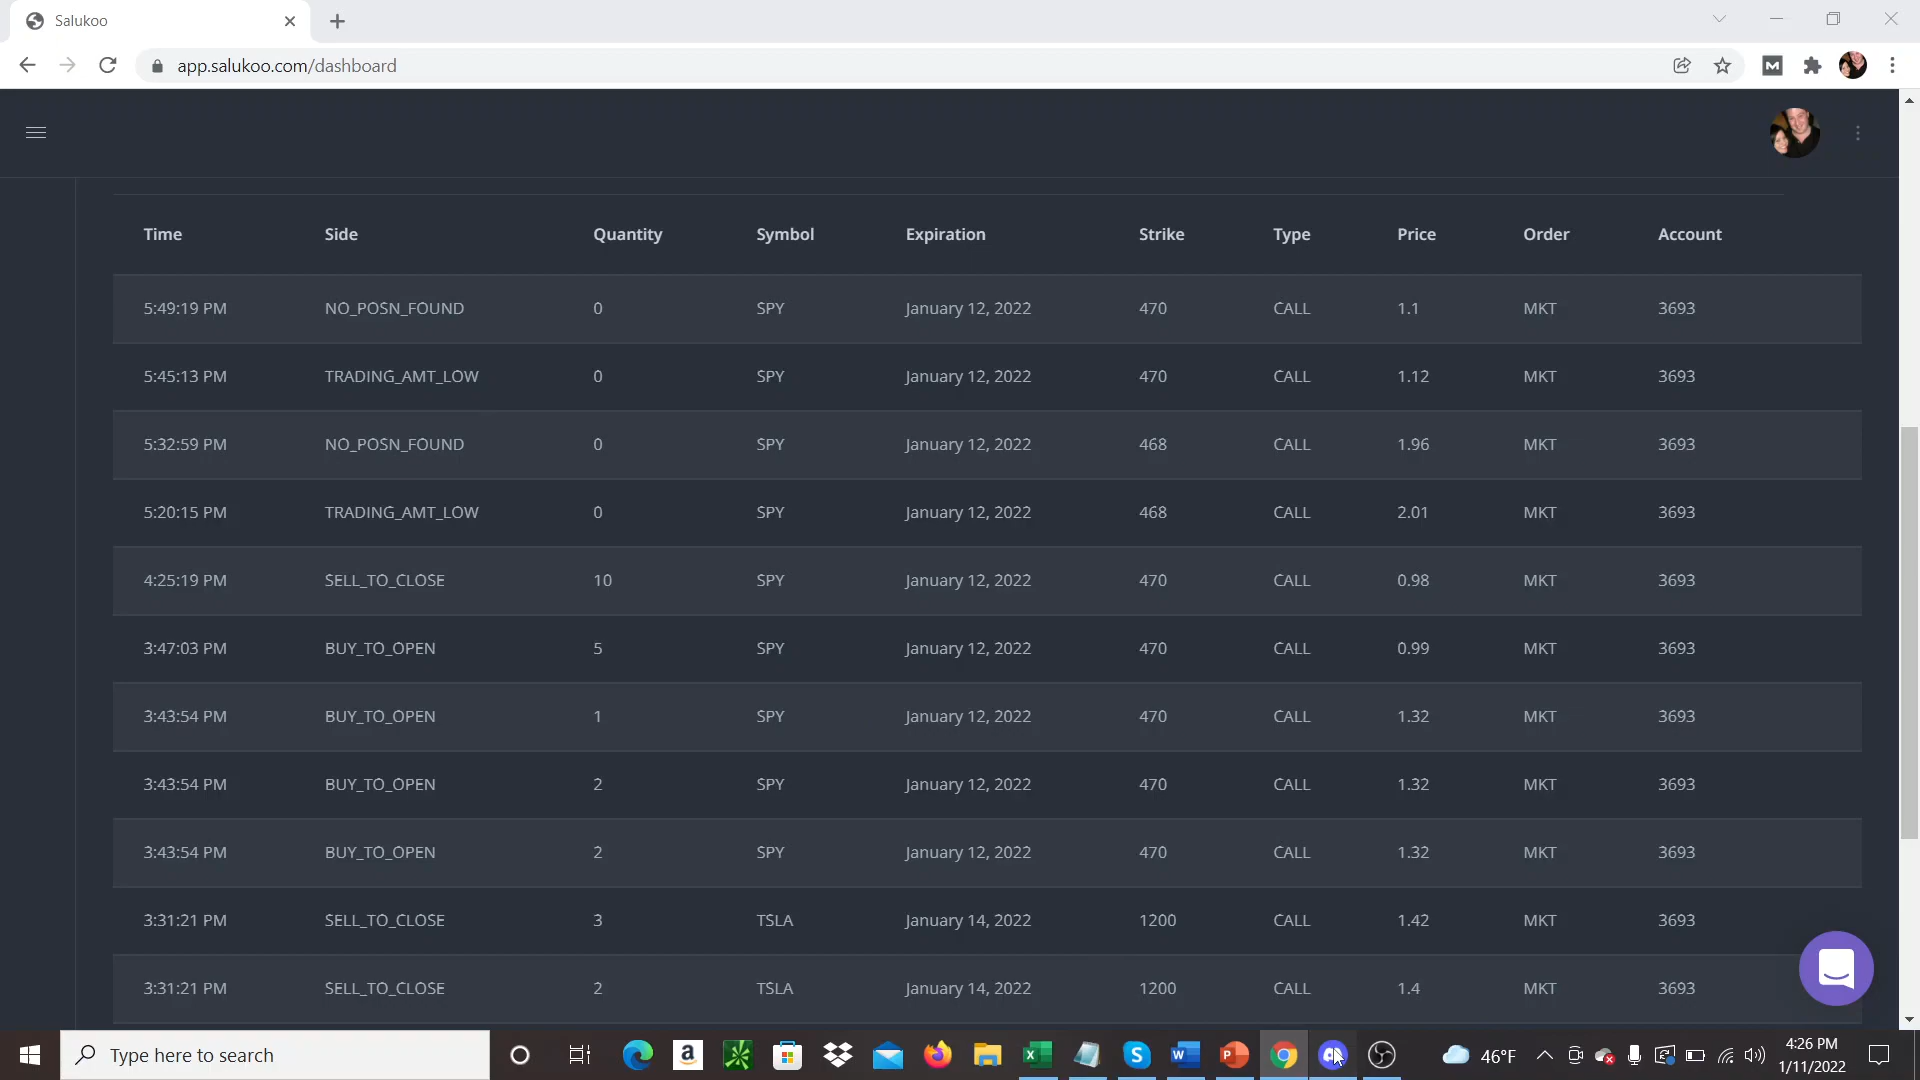 Salukoo
app.salukoo.com/dashboard
Time Side Quantity Symbol Expiration Strike Type Price Order Account
5:49:19 PM NO_POSN_FOUND 0 SPY January 12, 2022 470 CALL 1.1 MKT 3693
5:45:13 PM TRADING_AMT_LOW 0 SPY January 12, 2022 470 CALL 1.12 MKT 3693
5:32:59 PM NO_POSN_FOUND 0 SPY January 12, 2022 468 CALL 1.96 MKT 3693
5:20:15 PM TRADING_AMT_LOW 0 SPY January 12, 2022 468 CALL 2.01 MKT 3693
4:25:19 PM SELL_TO_CLOSE 10 SPY January 12, 2022 470 CALL 0.98 MKT 3693
3:47:03 PM BUY_TO_OPEN 5 SPY January 12, 2022 470 CALL 0.99 MKT 3693
3:43:54 PM BUY_TO_OPEN 1 SPY January 12, 2022 470 CALL 1.32 MKT 3693
3:43:54 PM BUY_TO_OPEN 2 SPY January 12, 2022 470 CALL 1.32 MKT 3693
3:43:54 PM BUY_TO_OPEN 2 SPY January 12, 2022 470 CALL 1.32 MKT 3693
3:31:21 PM SELL_TO_CLOSE 3 TSLA January 14, 2022 1200 CALL 1.42 MKT 3693
3:31:21 PM SELL_TO_CLOSE 2 TSLA January 14, 2022 1200 CALL 1.4 MKT 3693
Type here to search
46°F
4:26 PM
1/11/2022